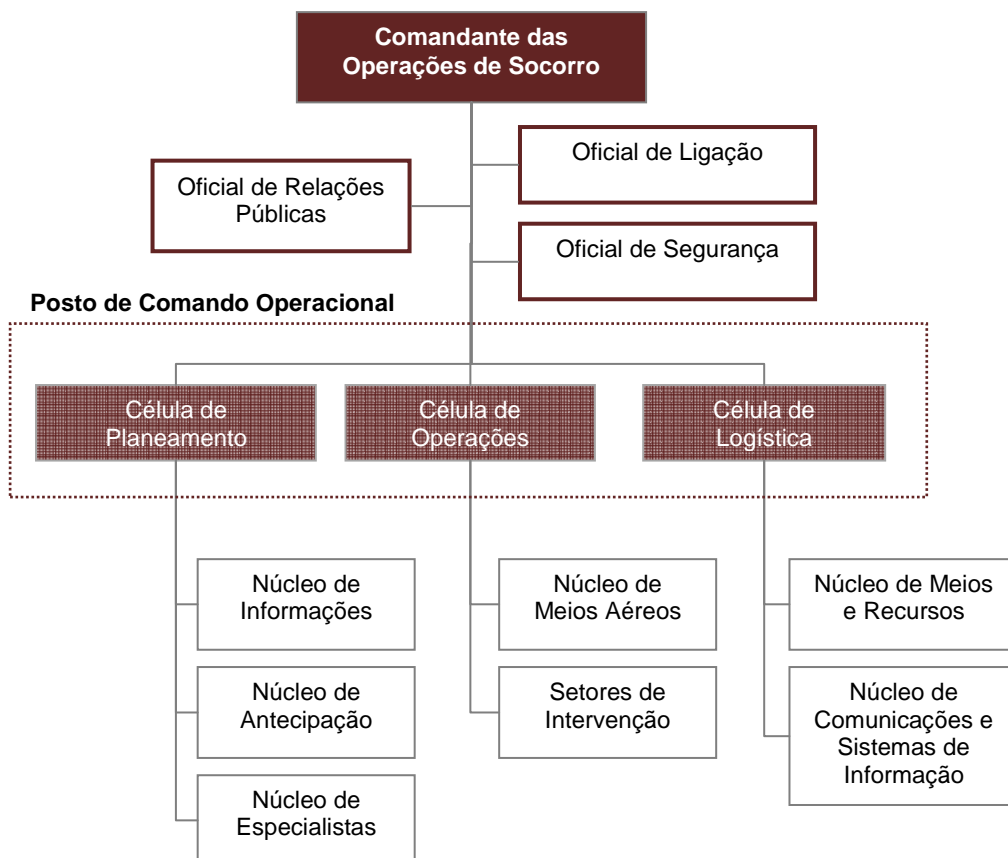 Comandante das
Operações de Socorro
Oficial de Ligação
Oficial de Relações
Públicas
Oficial de Segurança
Posto de Comando Operacional
Célula de
Planeamento
Célula de
Operações
Célula de
Logística
Núcleo de
Informações
Núcleo de
Meios Aéreos
Núcleo de Meios
e Recursos
Núcleo de
Antecipação
Setores de
Intervenção
Núcleo de
Comunicações e
Sistemas de
Informação
Núcleo de
Especialistas